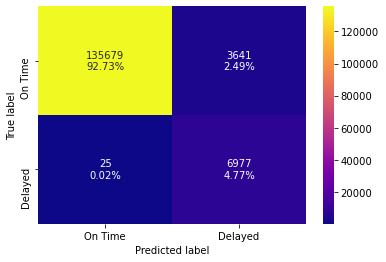 135679
92.73%
3641
2.49%
25
0.02%
6977
4.77%
On Time
Delayed
True label
On Time
Delayed
Predicted label
120000
100000
80000
60000
40000
20000